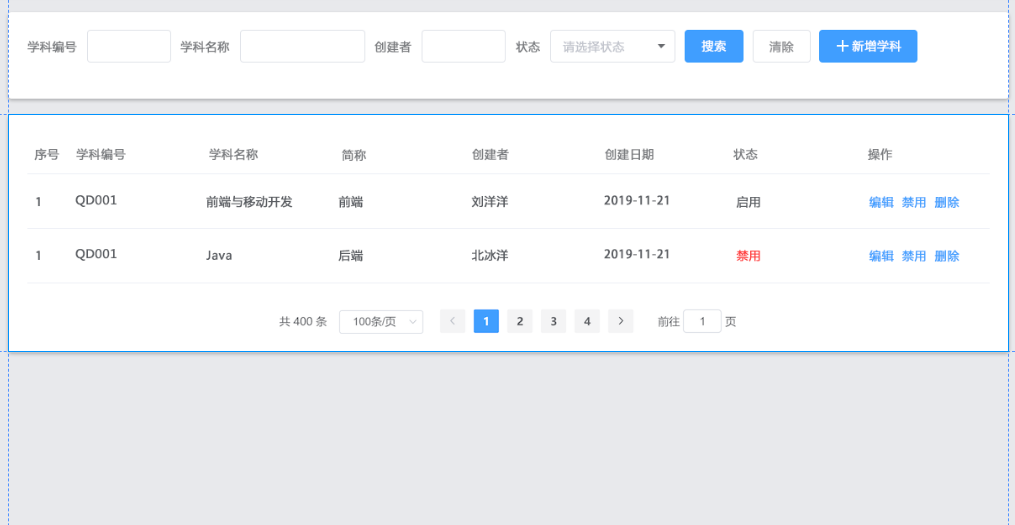 学科编号 学科名称 创建者 状态 请选择状态 搜索 清除 + 新增学科
序号 学科编号 学科名称 简称 创建者 创建日期 状态 操作
1 QD001 前端与移动开发 前端 刘洋洋 2019-11-21 启用 编辑 禁用 删除
1 QD001 Java 后端 北冰洋 2019-11-21 禁用 编辑 禁用 删除
共 400 条 100条/页 < 1 2 3 4 > 前往 1 页